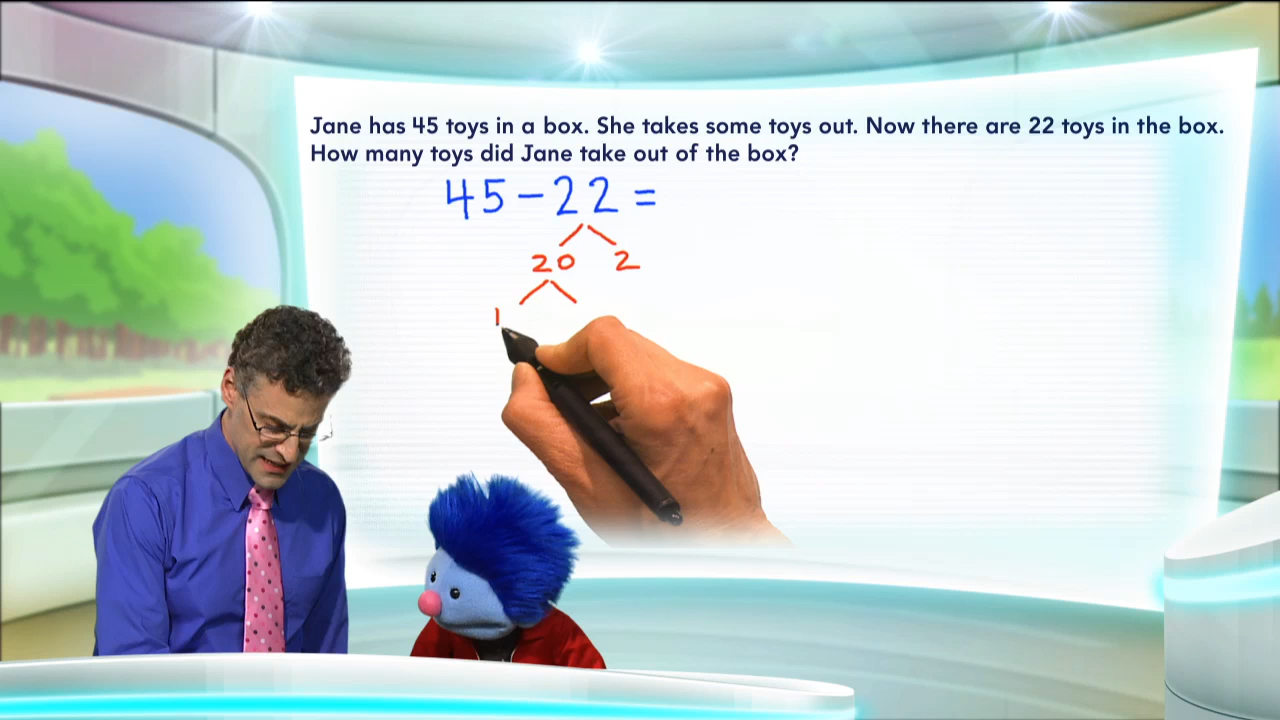 Jane has 45 toys in a box. She takes some toys out. Now there are 22 toys in the box.
How many toys did Jane take out of the box?
45-22=
20 2
1